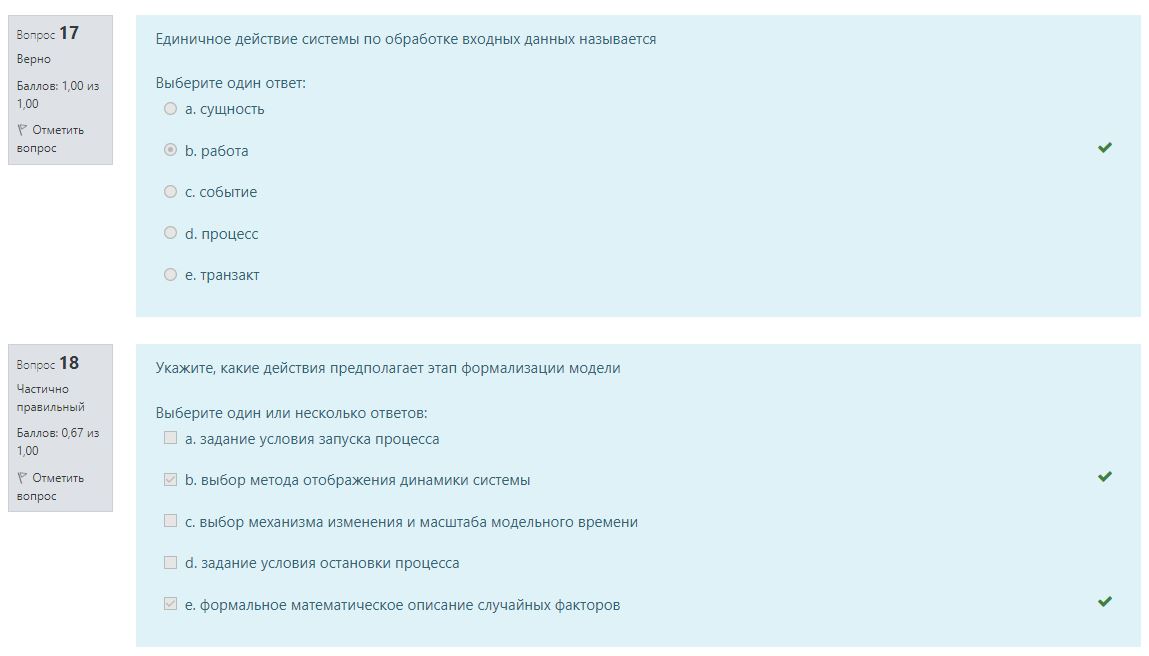 Вопрос 17
Верно
Баллов: 1,00 из
1,00
Отметить
вопрос
Единичное действие системы по обработке входных данных называется
Выберите один ответ:
a. сущность
b. работа
c. событие
d. процесс
e. транзакт
Вопрос 18
Частично
правильный
Баллов: 0,67 из
1,00
Отметить
вопрос
Укажите, какие действия предполагает этап формализации модели
Выберите один или несколько ответов:
a. задание условия запуска процесса
b. выбор метода отображения динамики системы
c. выбор механизма изменения и масштаба модельного времени
d. задание условия остановки процесса
e. формальное математическое описание случайных факторов